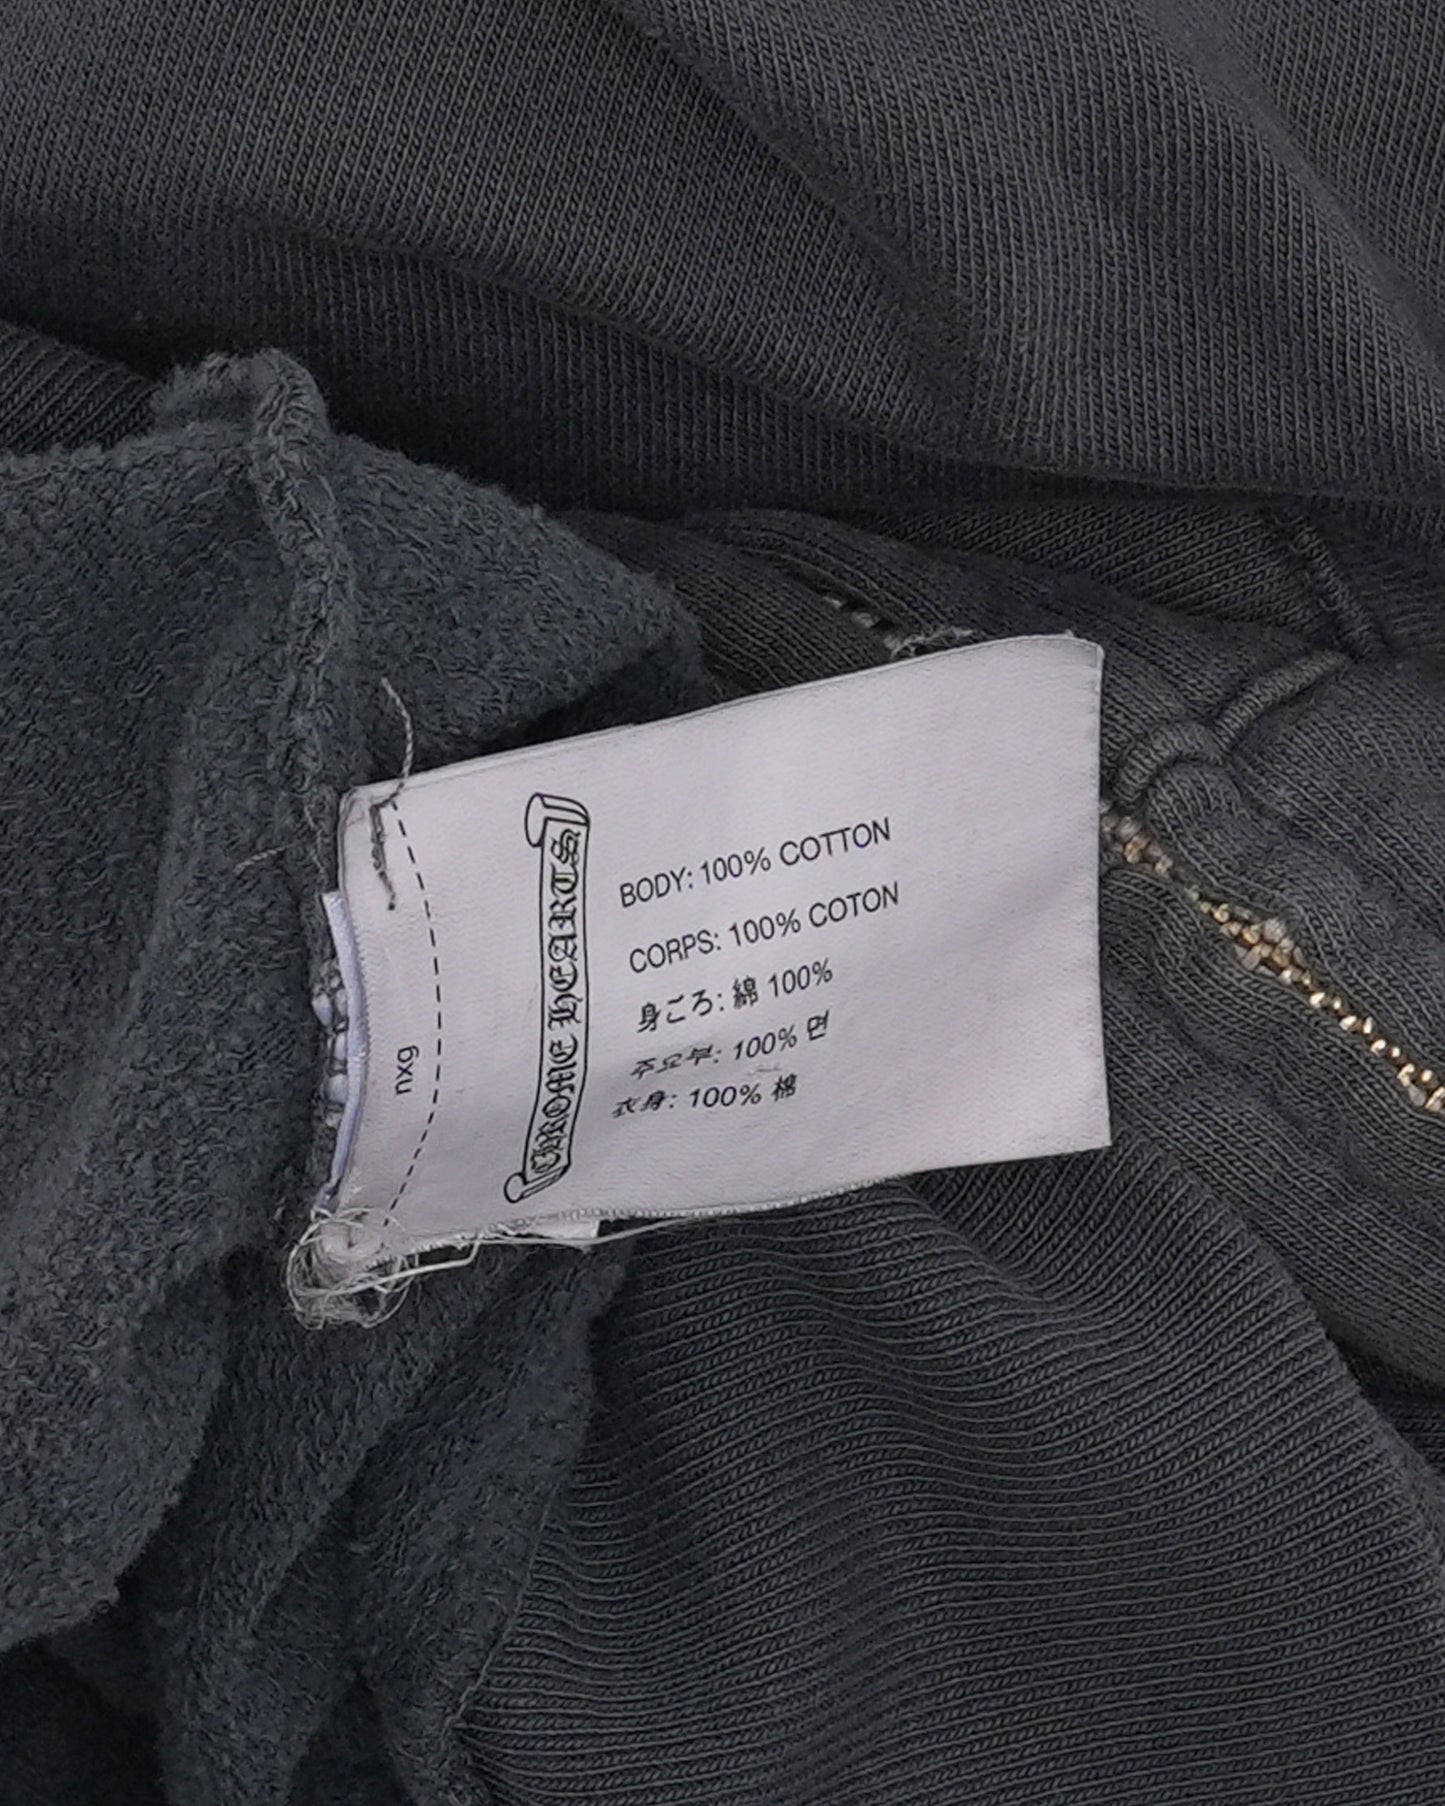 CHROME HEARTS
BODY: 100% COTTON
CORPS: 100% COTON
身ごろ: 綿 100%
주요부: 100% 면
衣身: 100% 棉
nxg